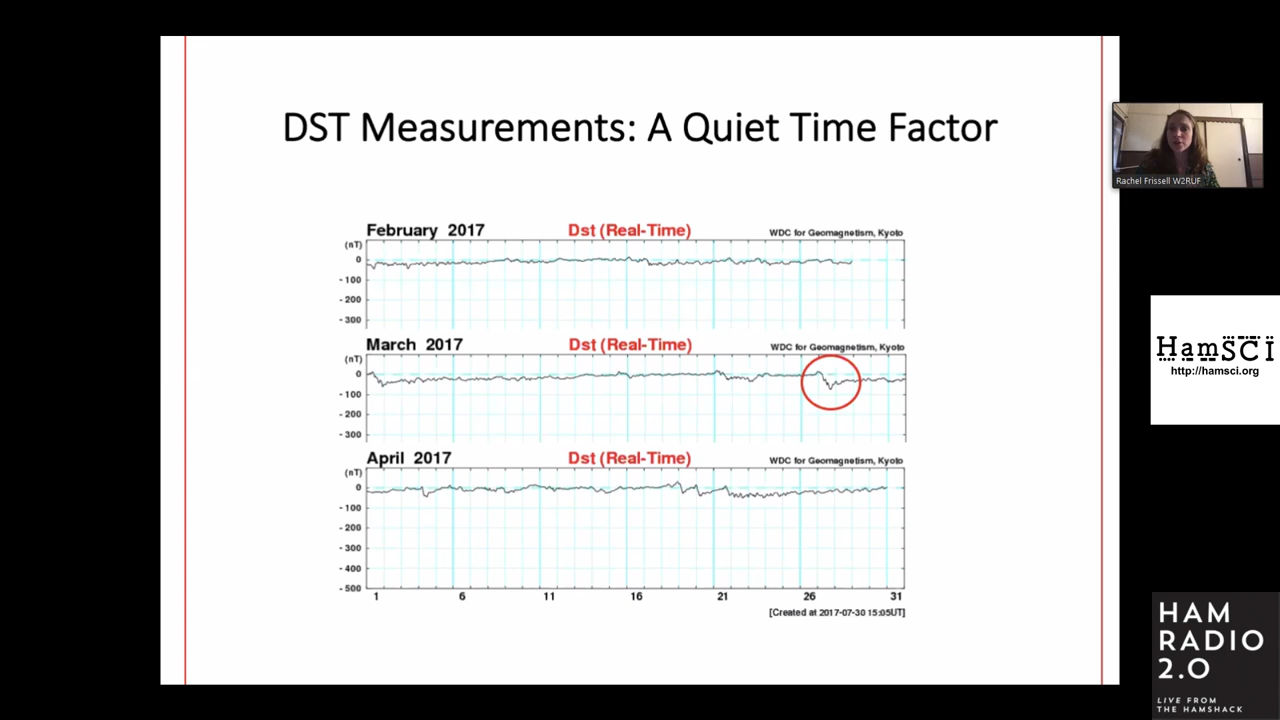 DST Measurements: A Quiet Time Factor
Rachel Frissell W2RUF
February 2017 Dst (Real-Time) WDC for Geomagnetism, Kyoto
(nT)
0
-100
-200
-300
March 2017 Dst (Real-Time) WDC for Geomagnetism, Kyoto
(nT)
0
-100
-200
-300
April 2017 Dst (Real-Time) WDC for Geomagnetism, Kyoto
(nT)
0
-100
-200
-300
-400
-500
1 6 11 16 21 26 31
[Created at 2017-07-30 15:05UT]
HamSCI
http://hamsci.org
HAM
RADIO
2.0
LIVE FROM
THE HAMSHACK